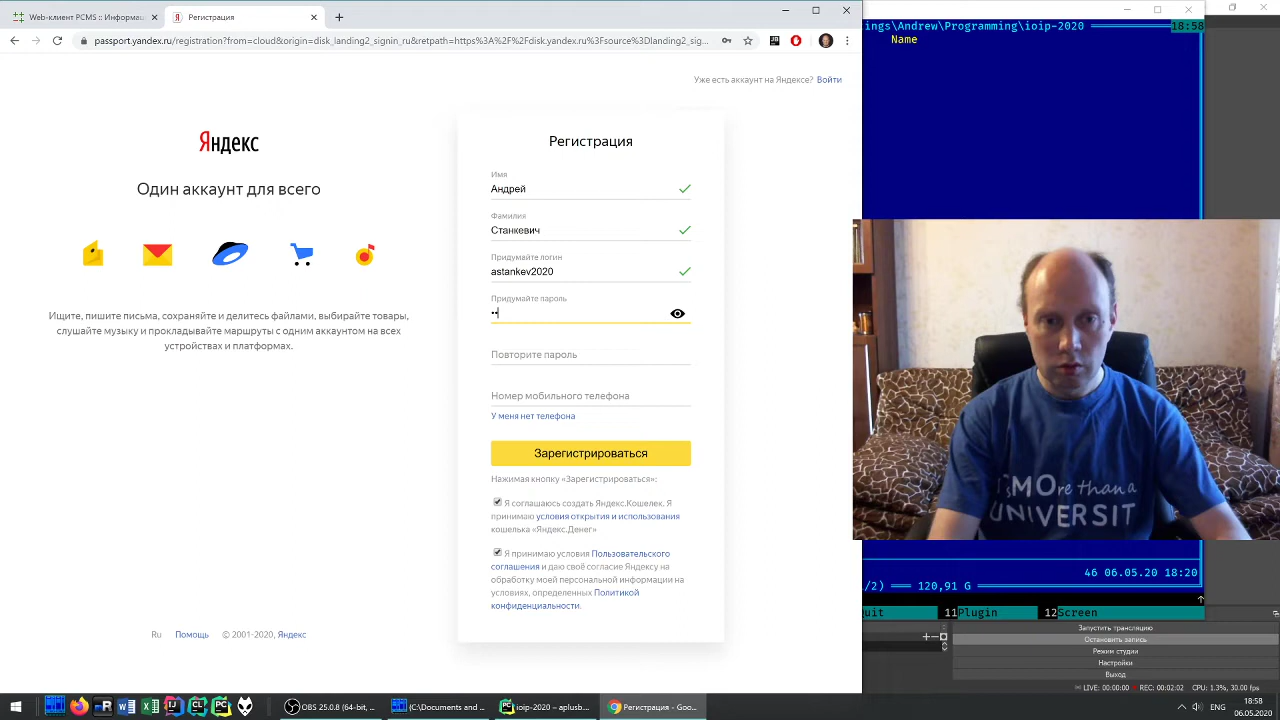 Web-клиент PCMS :: Информац
Регистрация
passport.yandex.ru/registration?from=cloud&origin=disk_landing2_web_signin_ru&retpath=https%3A%2F%2Fdisk.yandex.ru%3Fsource%3Dlanding2_sig...
Уже есть аккаунт на Яндексе? Войти
Яндекс
Один аккаунт для всего
Ищите, пишите письма, сохраняйте и делитесь файлами, выбирайте товары,
слушайте музыку и прокладывайте маршруты с одним аккаунтом на всех
устройствах и платформах.
Ru Помощь © 2001-2020, Яндекс
Регистрация
Имя
Андрей
Фамилия
Станкевич
Придумайте логин
astankev2020
Придумайте пароль
Повторите пароль
Номер мобильного телефона
У меня нет телефона
Зарегистрироваться
Нажимая кнопку «Зарегистрироваться»:
Я соглашаюсь создать Яндекс.Кошелек. Я
принимаю условия открытия и использования
кошелька «Яндекс.Денег»
Я принимаю условия Пользовательского
соглашения и даю своё согласие Яндексу на
обработку моей персональной информации на
условиях, определенных Политикой
конфиденциальности.
ings\Andrew\Programming\ioip-2020 18:58
Name
MOre than a
UNIVERSIT
46 06.05.20 18:20
/2) 120,91 G
uit 11Plugin 12Screen
Запустить трансляцию
Остановить запись
Режим студии
Настройки
Выход
LIVE: 00:00:00 REC: 00:02:02 CPU: 1.3%, 30.00 fps
OBS 25.0.8 (64-bit, ...
C:\Documents and ...
ioip-2020 - aplusb...
Регистрация - Goo...
ENG
18:58
06.05.2020